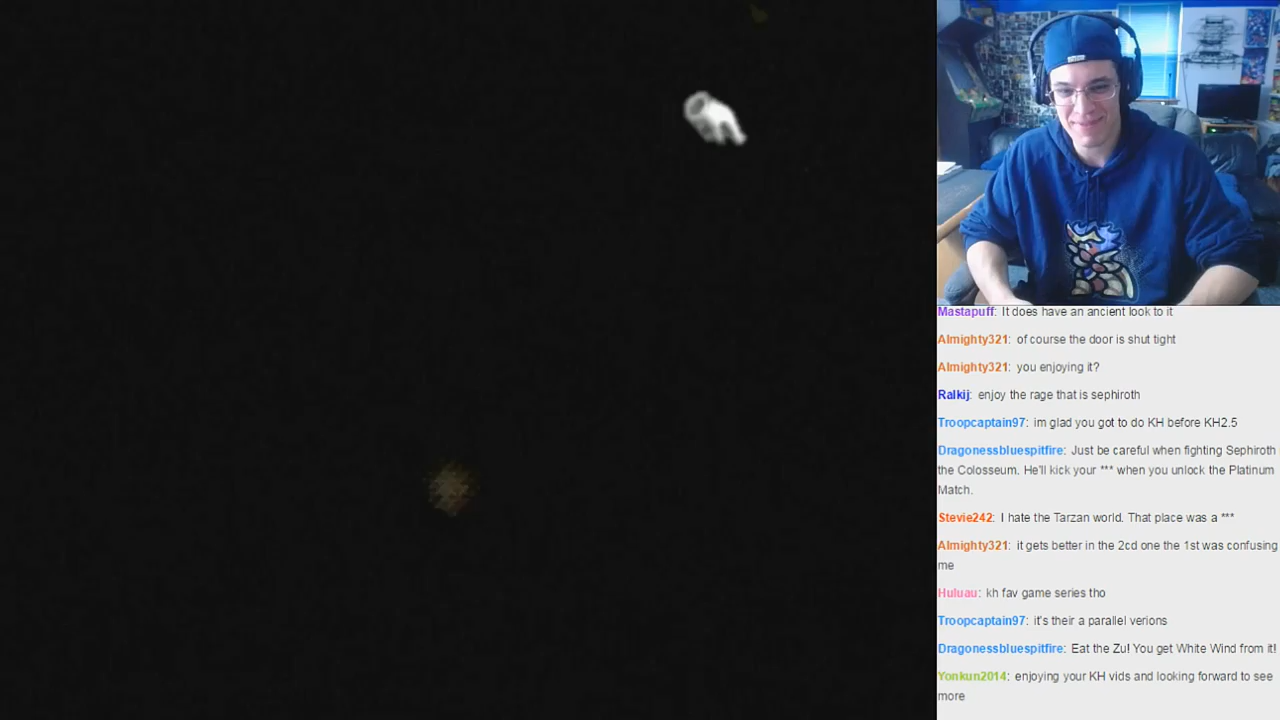 Mastapuff: It does have an ancient look to it
Almighty321: of course the door is shut tight
Almighty321: you enjoying it?
Ralkij: enjoy the rage that is sephiroth
Troopcaptain97: im glad you got to do KH before KH2.5
Dragonessbluespitfire: Just be careful when fighting Sephiroth
the Colosseum. He'll kick your *** when you unlock the Platinum
Match.
Stevie242: I hate the Tarzan world. That place was a ***
Almighty321: it gets better in the 2cd one the 1st was confusing
me
Huluau: kh fav game series tho
Troopcaptain97: it's their a parallel verions
Dragonessbluespitfire: Eat the Zu! You get White Wind from it!
Yonkun2014: enjoying your KH vids and looking forward to see
more